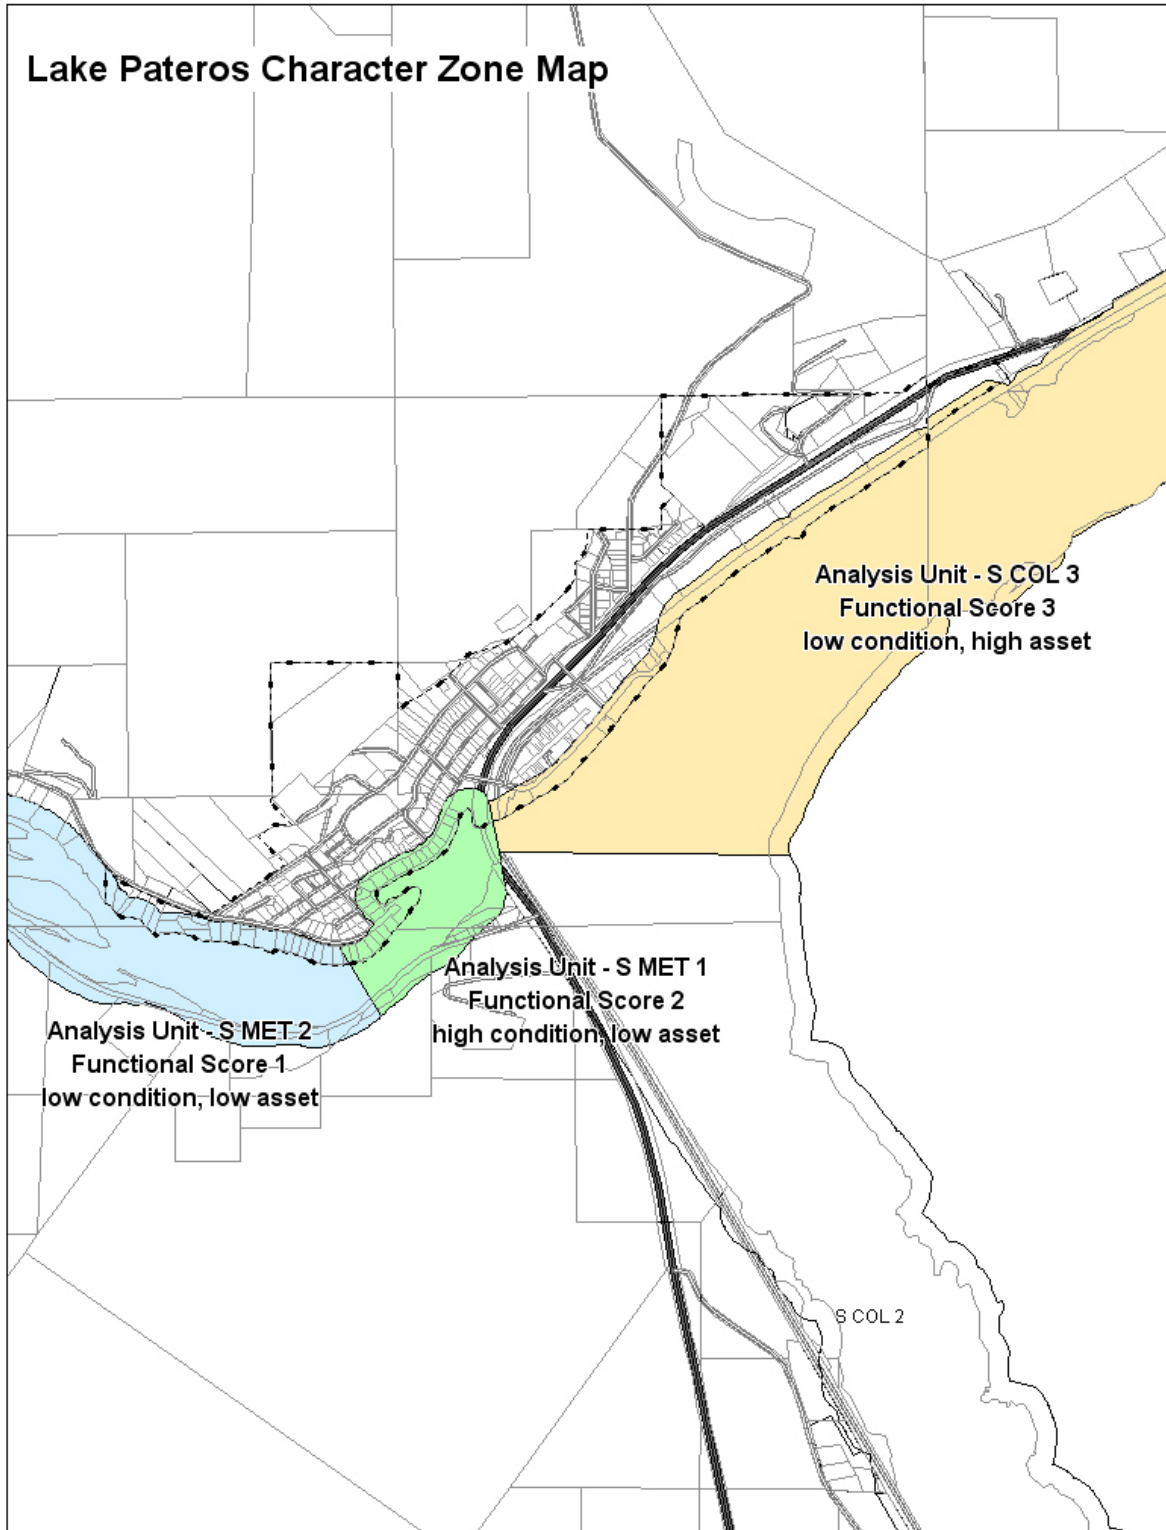 Lake Pateros Character Zone Map
Analysis Unit - S COL 3
Functional Score 3
low condition, high asset
Analysis Unit - S MET 1
Functional Score 2
high condition, low asset
Analysis Unit - S MET 2
Functional Score 1
low condition, low asset
S COL 2